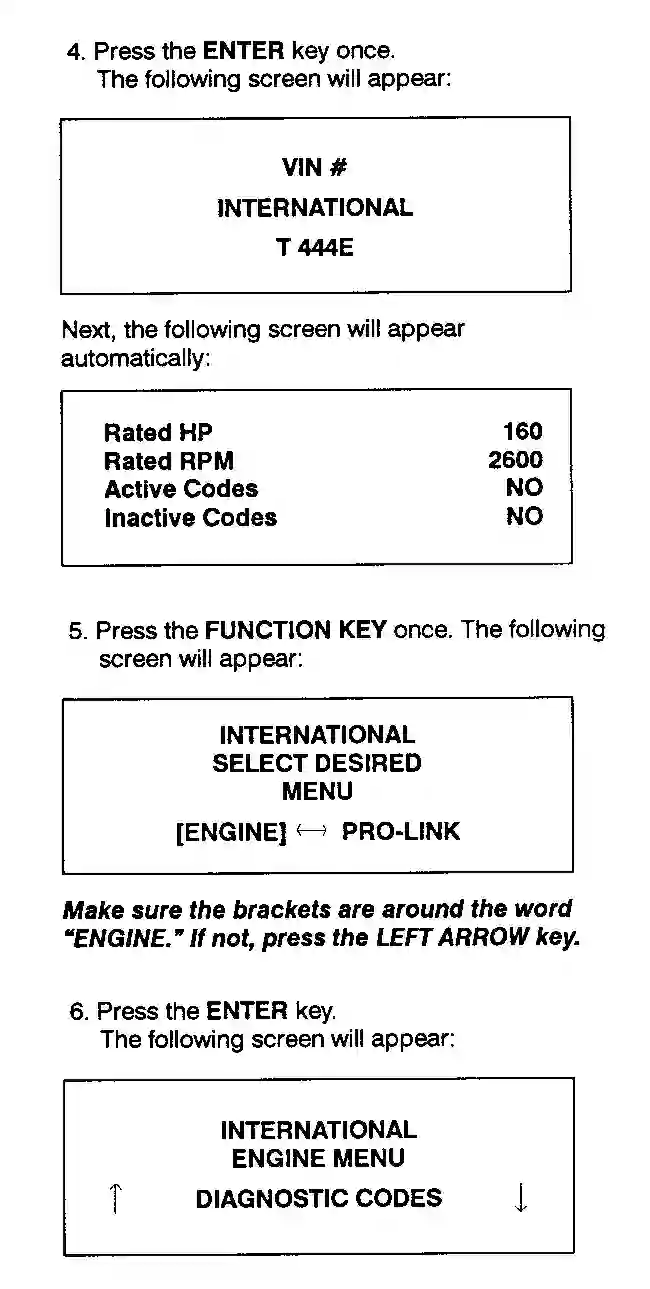 4. Press the ENTER key once.
The following screen will appear:
VIN #
INTERNATIONAL
T 444E
Next, the following screen will appear
automatically:
Rated HP 160
Rated RPM 2600
Active Codes NO
Inactive Codes NO
5. Press the FUNCTION KEY once. The following
screen will appear:
INTERNATIONAL
SELECT DESIRED
MENU
[ENGINE] ↔ PRO-LINK
Make sure the brackets are around the word
"ENGINE." If not, press the LEFT ARROW key.
6. Press the ENTER key.
The following screen will appear:
INTERNATIONAL
ENGINE MENU
↑ DIAGNOSTIC CODES ↓